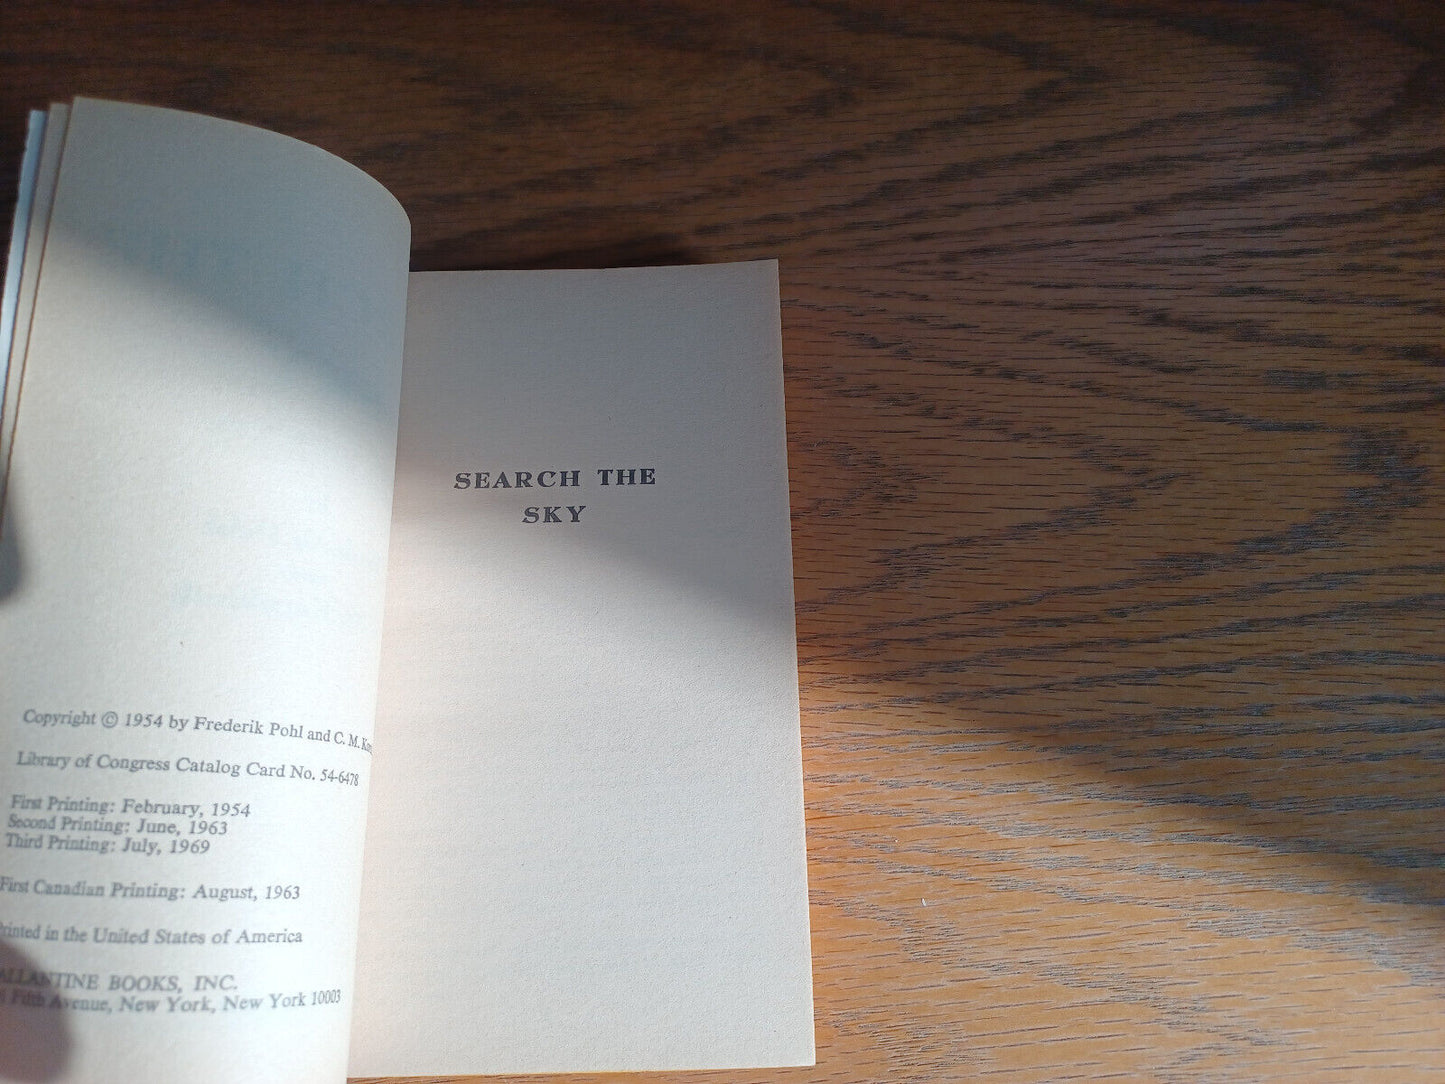 Copyright © 1954 by Frederik Pohl and C. M.
Library of Congress Catalog Card No. 54-6478
First Printing: February, 1954
Second Printing: June, 1963
Third Printing: July, 1969
First Canadian Printing: August, 1963
Printed in the United States of America
BALLANTINE BOOKS, INC.
Fifth Avenue, New York, New York 10003
SEARCH THE
SKY